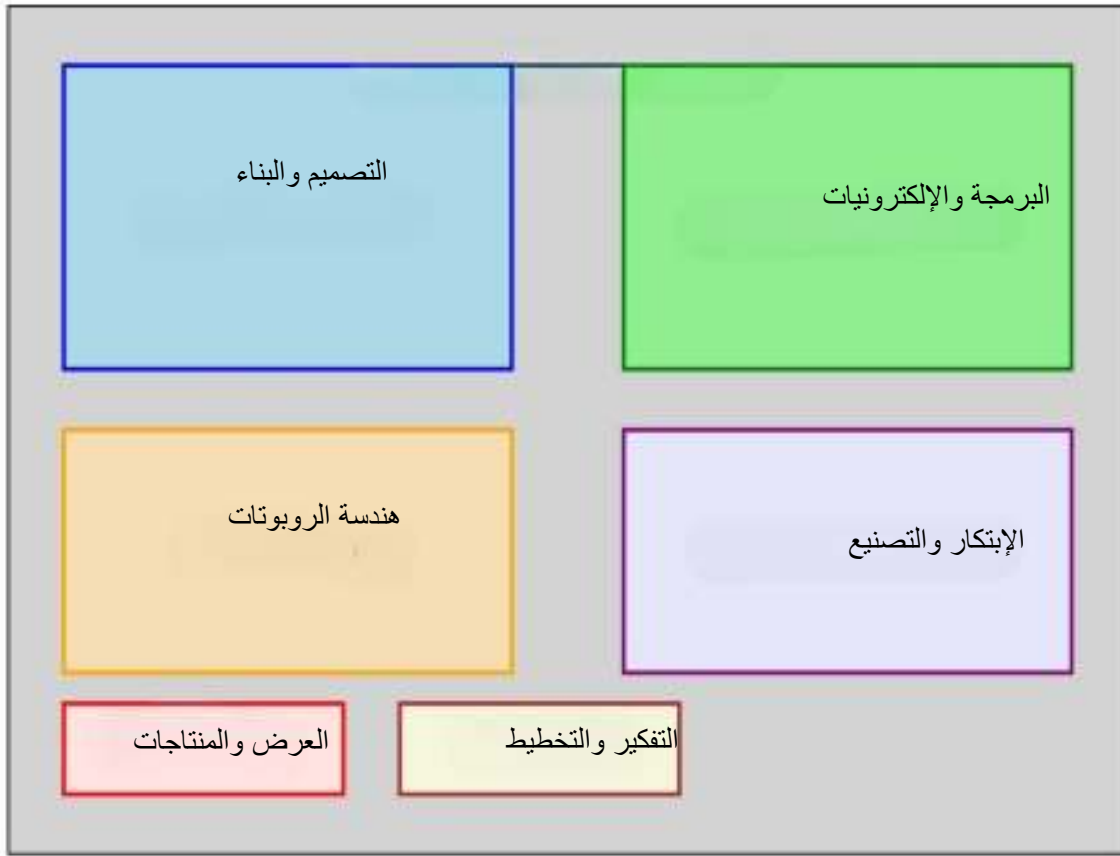 التصميم والبناء
البرمجة والإلكترونيات
هندسة الروبوتات
الإبتكار والتصنيع
العرض والمنتاجات
التفكير والتخطيط